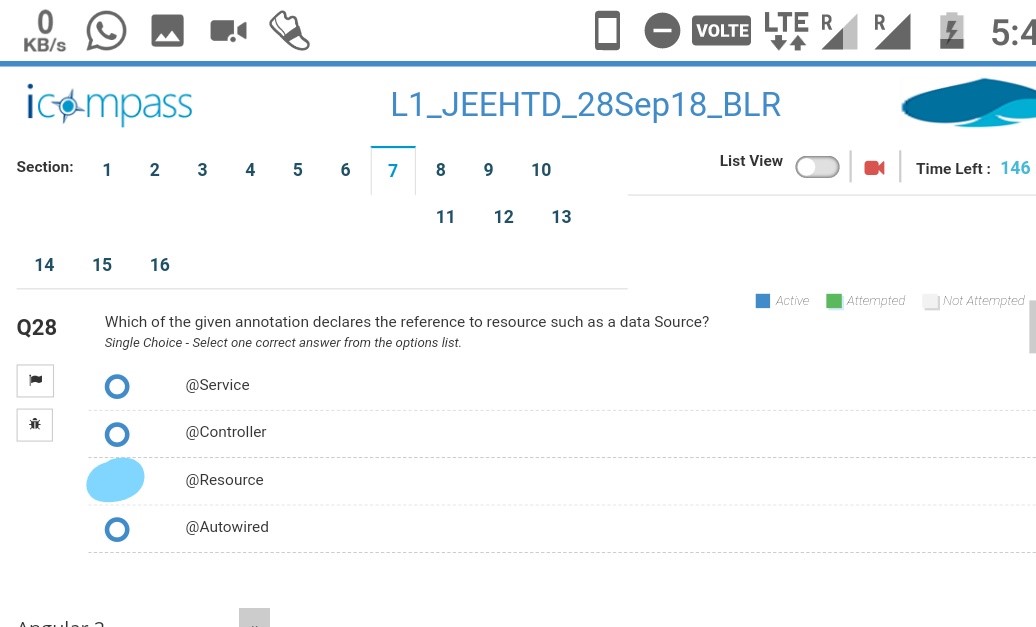 0
KB/s
VOLTE
LTE
R
R
5:4
icompass
L1_JEEHTD_28Sep18_BLR
Section: 1 2 3 4 5 6 7 8 9 10
List View
Time Left : 146
11 12 13
14 15 16
Active Attempted Not Attempted
Q28
Which of the given annotation declares the reference to resource such as a data Source?
Single Choice - Select one correct answer from the options list.
@Service
@Controller
@Resource
@Autowired